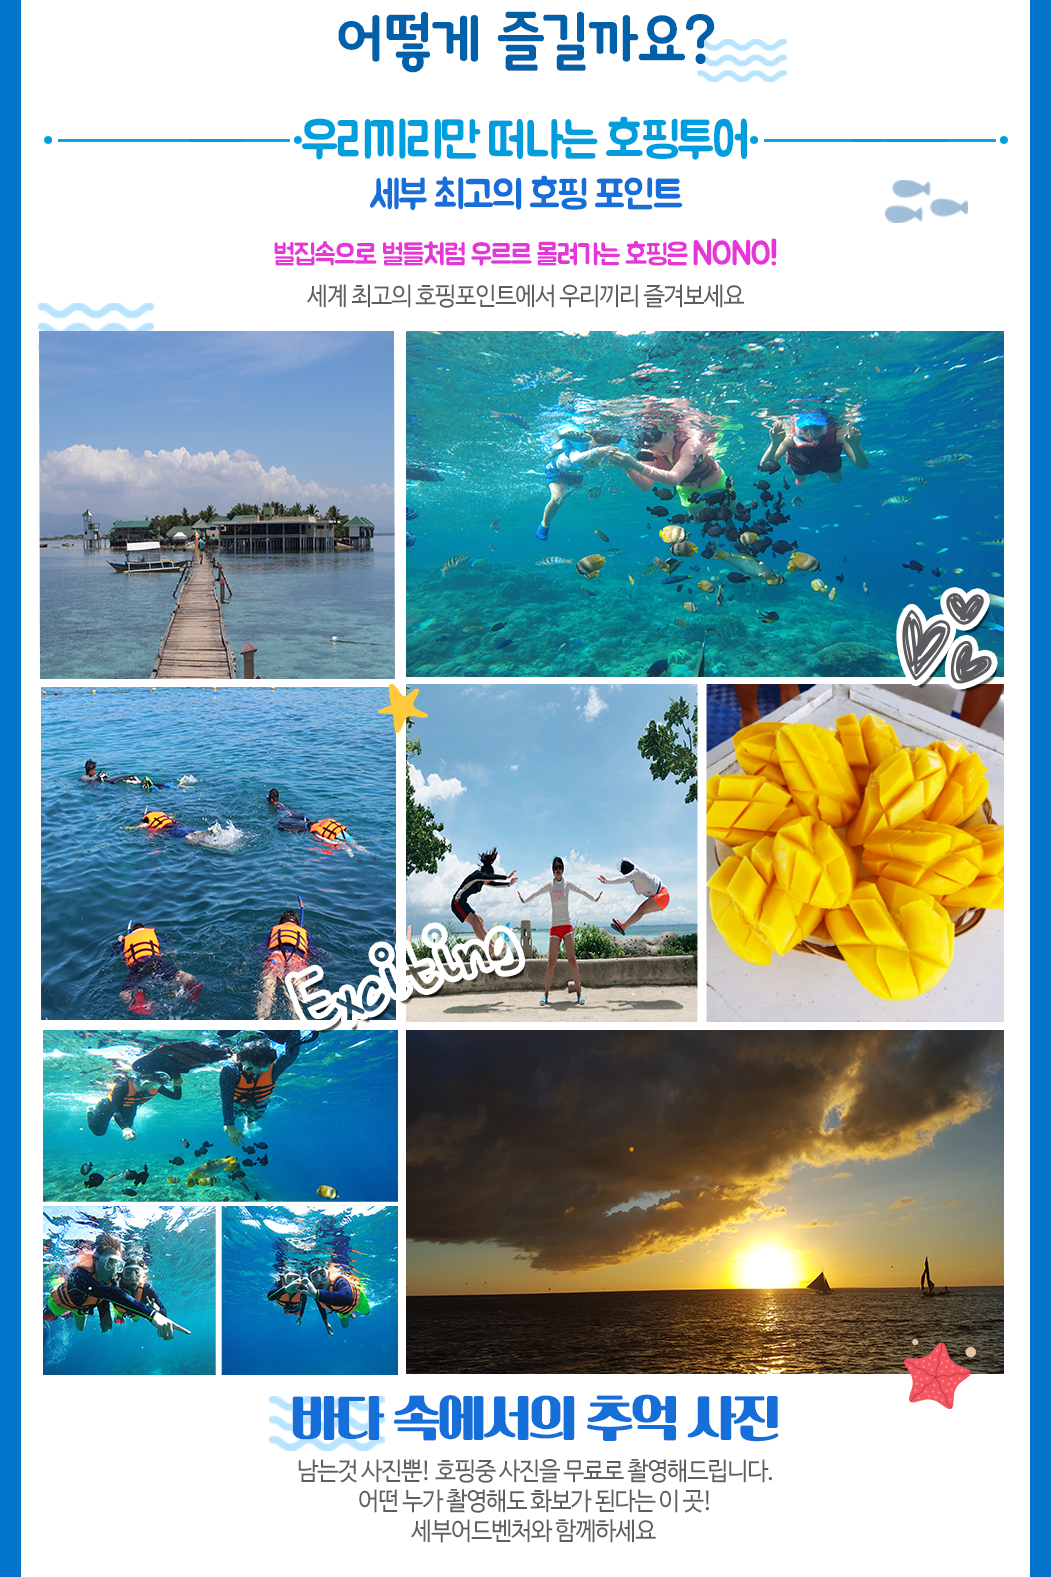 어떻게 즐길까요?
우리끼리만 떠나는 호핑투어
세부 최고의 호핑 포인트
벌집속으로 벌들처럼 우르르 몰려가는 호핑은 NONO!
세계 최고의 호핑포인트에서 우리끼리 즐겨보세요
Exciting
바다 속에서의 추억 사진
남는것 사진뿐! 호핑중 사진을 무료로 촬영해드립니다.
어떤 누가 촬영해도 화보가 된다는 이 곳!
세부어드벤처와 함께하세요